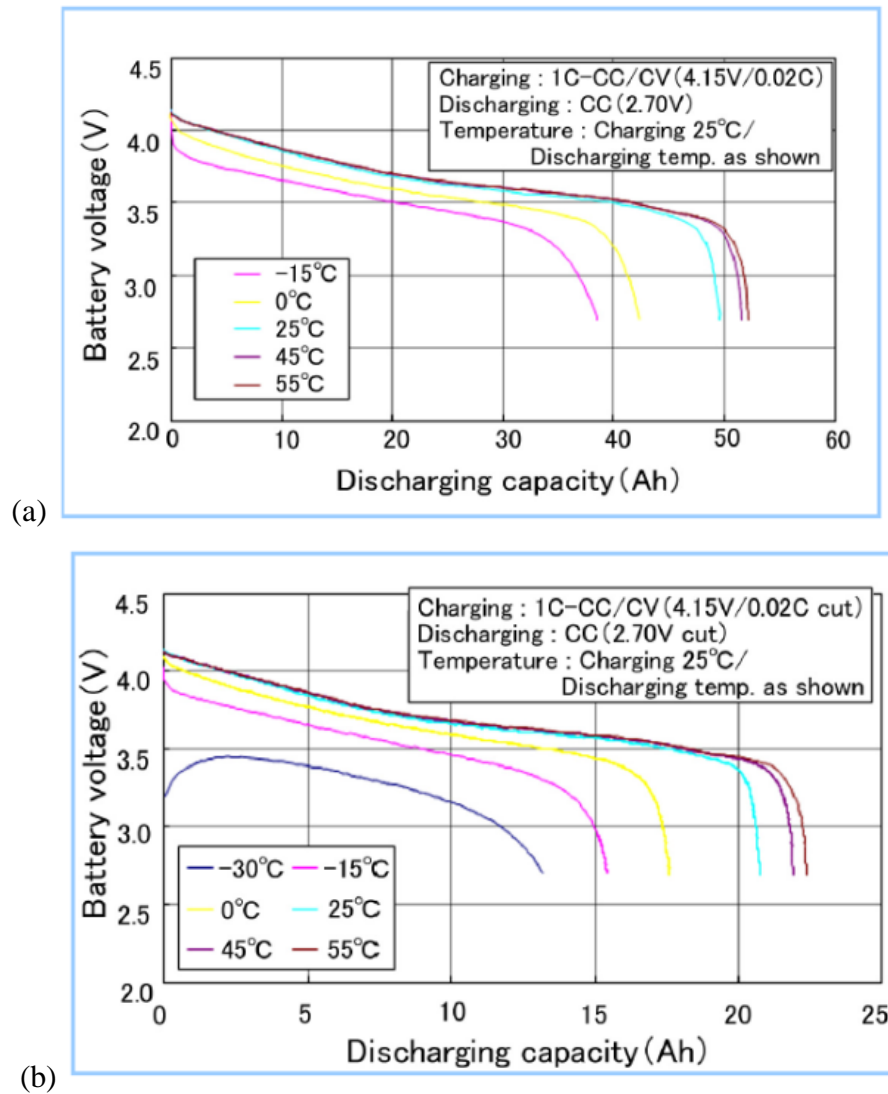 4.5
4.0
3.5
3.0
2.5
2.0
Battery voltage(V)
Charging : 1C-CC/CV(4.15V/0.02C)
Discharging : CC(2.70V)
Temperature : Charging 25℃/
Discharging temp. as shown
-15℃
0℃
25℃
45℃
55℃
0 10 20 30 40 50 60
Discharging capacity(Ah)
(a)
4.5
4.0
3.5
3.0
2.5
2.0
Battery voltage(V)
Charging : 1C-CC/CV(4.15V/0.02C cut)
Discharging : CC(2.70V cut)
Temperature : Charging 25℃/
Discharging temp. as shown
-30℃ -15℃
0℃ 25℃
45℃ 55℃
0 5 10 15 20 25
Discharging capacity(Ah)
(b)